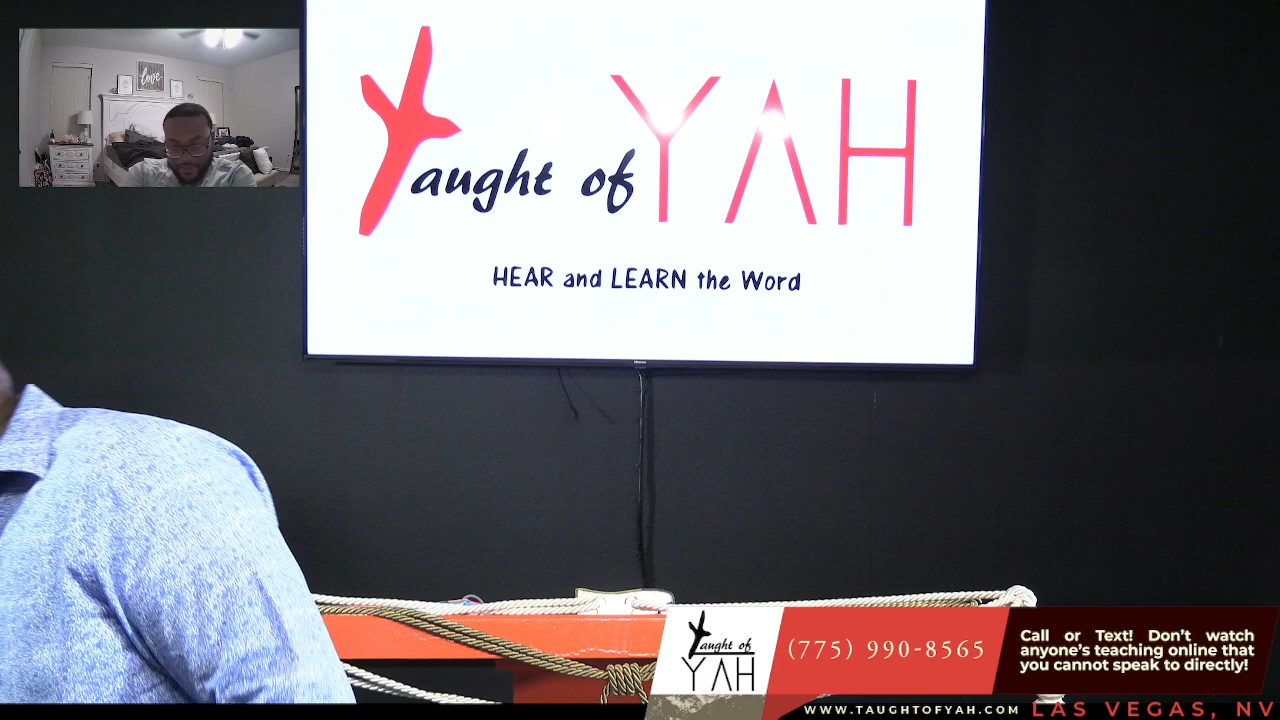 love
Taught of YAH
HEAR and LEARN the Word
Hisense
Taught of
YAH
(775) 990-8565
Call or Text! Don't watch
anyone's teaching online that
you cannot speak to directly!
WWW.TAUGHTOFYAH.COM
LAS VEGAS, NV